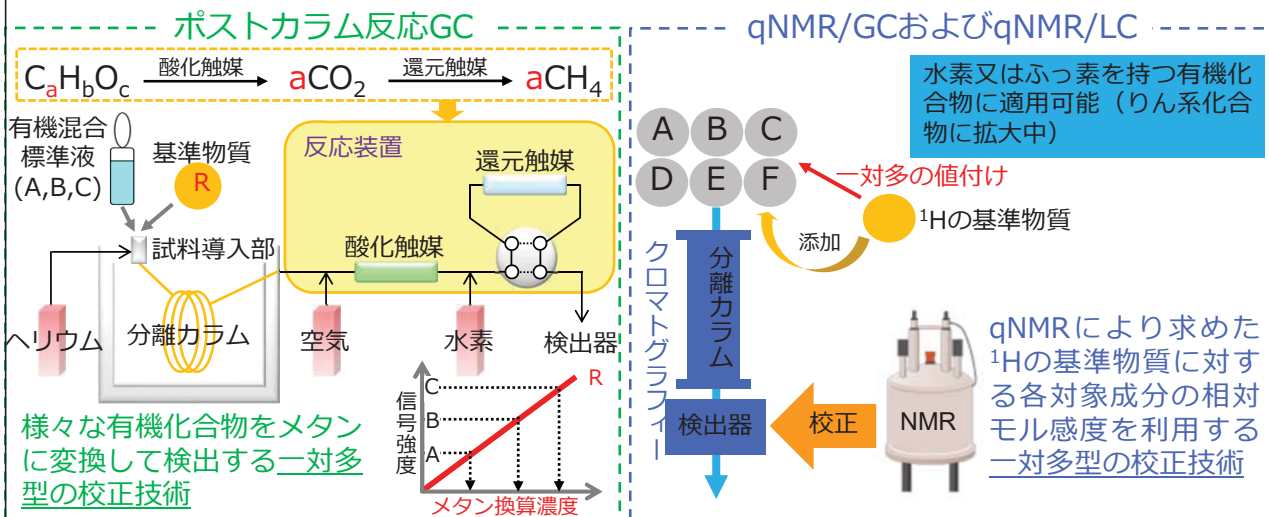 ポストカラム反応GC
CaHbOc 酸化触媒 aCO2 還元触媒 aCH4
有機混合
標準液
(A,B,C)
基準物質
R
反応装置
還元触媒
酸化触媒
試料導入部
分離カラム
ヘリウム
空気
水素
検出器
信号強度
C
B
A
R
メタン換算濃度
様々な有機化合物をメタン
に変換して検出する一対多
型の校正技術
qNMR/GCおよびqNMR/LC
水素又はふっ素を持つ有機化
合物に適用可能（りん系化合
物に拡大中）
A B C
D E F
一対多の値付け
1Hの基準物質
添加
クロマトグラフィー
分離カラム
検出器
校正
NMR
qNMRにより求めた
1Hの基準物質に対す
る各対象成分の相対
モル感度を利用する
一対多型の校正技術